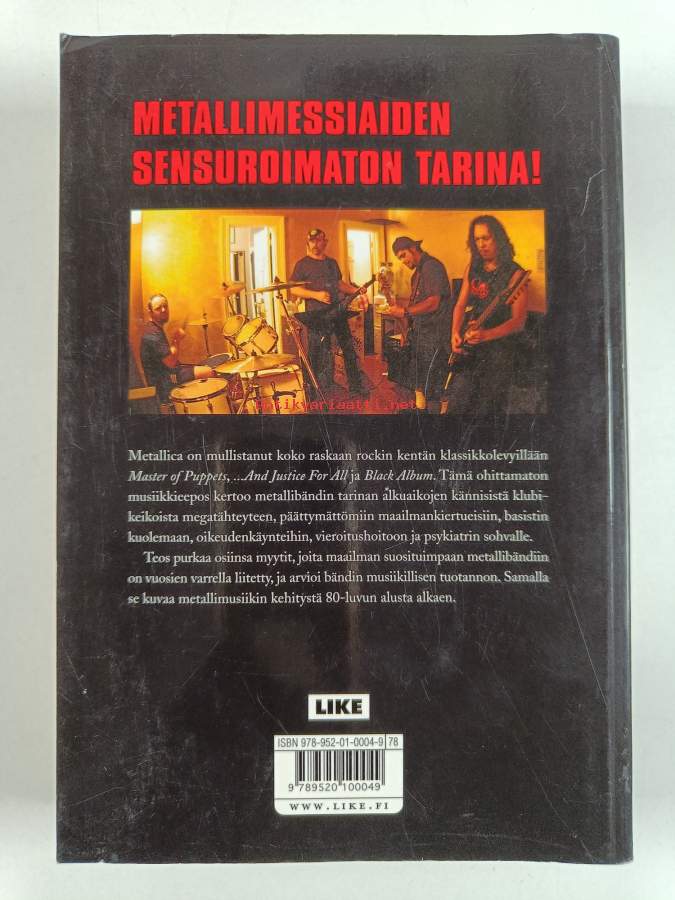 METALLIMESSIAIDEN
SENSUROIMATON TARINA!
antikvariaatti.net
Metallica on mullistanut koko raskaan rockin kentän klassikkolevyillään
Master of Puppets, ...And Justice For All ja Black Album. Tämä ohittamaton
musiikkieepos kertoo metallibändin tarinan alkuaikojen kännisistä klubi-
keikoista megatähteyteen, päättymättömiin maailmankiertueisiin, basistin
kuolemaan, oikeudenkäynteihin, vieroitushoitoon ja psykiatrin sohvalle.
Teos purkaa osiinsa myytit, joita maailman suosituimpaan metallibändiin
on vuosien varrella liitetty, ja arvioi bändin musiikillisen tuotannon. Samalla
se kuvaa metallimusiikin kehitystä 80-luvun alusta alkaen.
LIKE
ISBN 978-952-01-0004-9 78
9 789520 100049
WWW.LIKE.FI